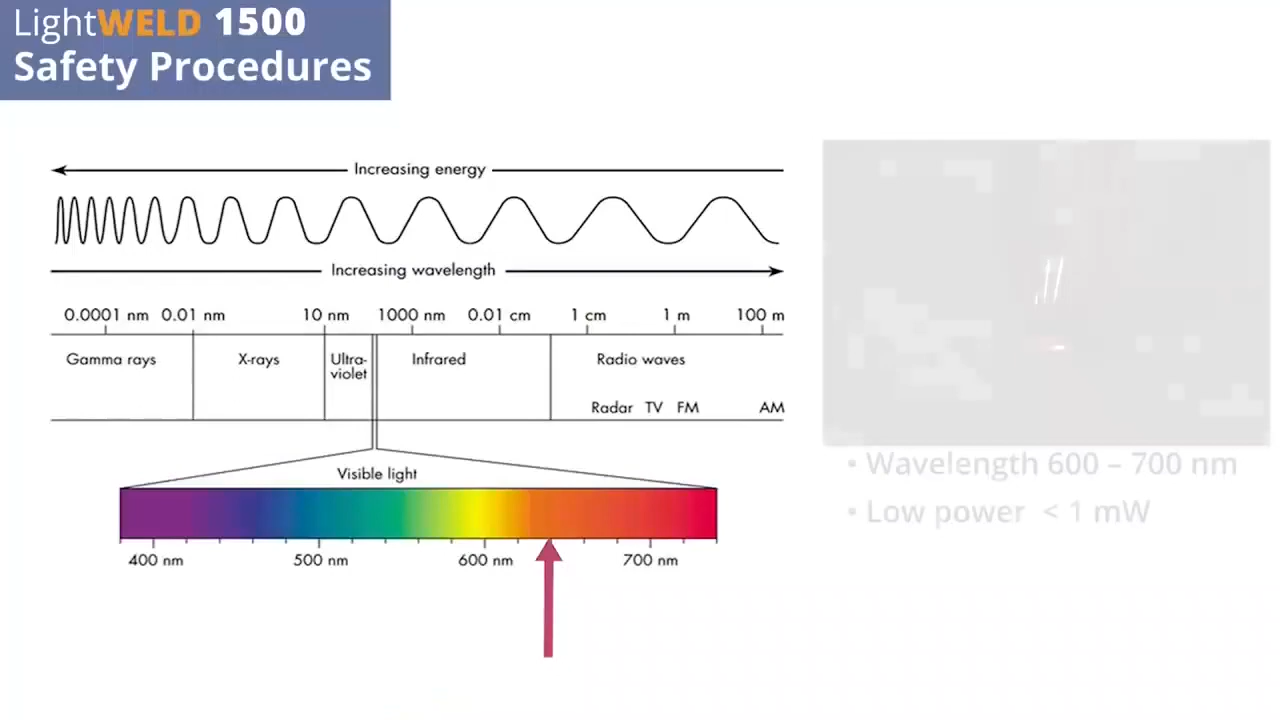 LightWELD 1500
Safety Procedures
Increasing energy
Increasing wavelength
0.0001 nm 0.01 nm 10 nm 1000 nm 0.01 cm 1 cm 1 m 100 m
Gamma rays X-rays Ultra- Infrared Radio waves
violet
Radar TV FM AM
Visible light
400 nm 500 nm 600 nm 700 nm
• Wavelength 600 – 700 nm
• Low power < 1 mW